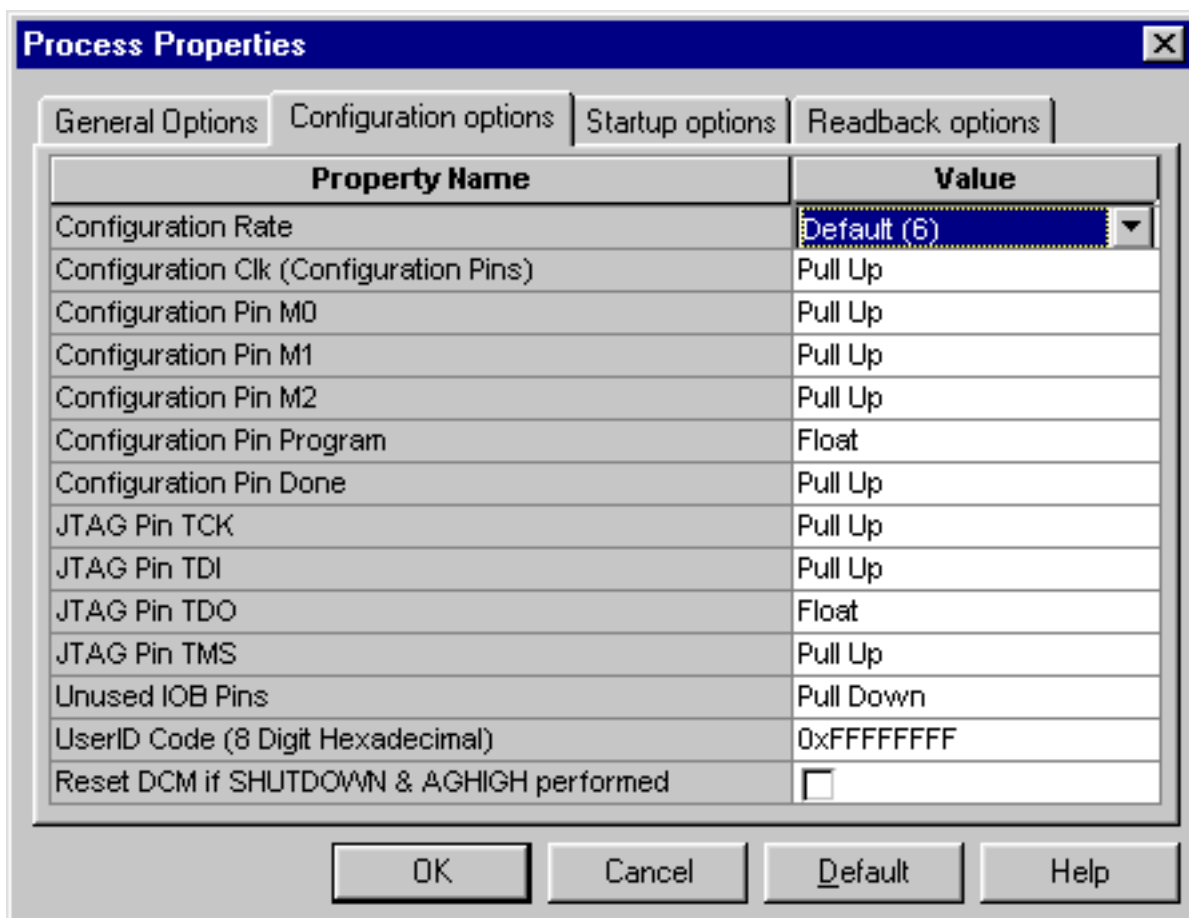 Process Properties
General Options Configuration options Startup options Readback options
Property Name Value
Configuration Rate Default (6)
Configuration Clk (Configuration Pins) Pull Up
Configuration Pin M0 Pull Up
Configuration Pin M1 Pull Up
Configuration Pin M2 Pull Up
Configuration Pin Program Float
Configuration Pin Done Pull Up
JTAG Pin TCK Pull Up
JTAG Pin TDI Pull Up
JTAG Pin TDO Float
JTAG Pin TMS Pull Up
Unused IOB Pins Pull Down
UserID Code (8 Digit Hexadecimal) 0xFFFFFFFF
Reset DCM if SHUTDOWN & AGHIGH performed
OK Cancel Default Help